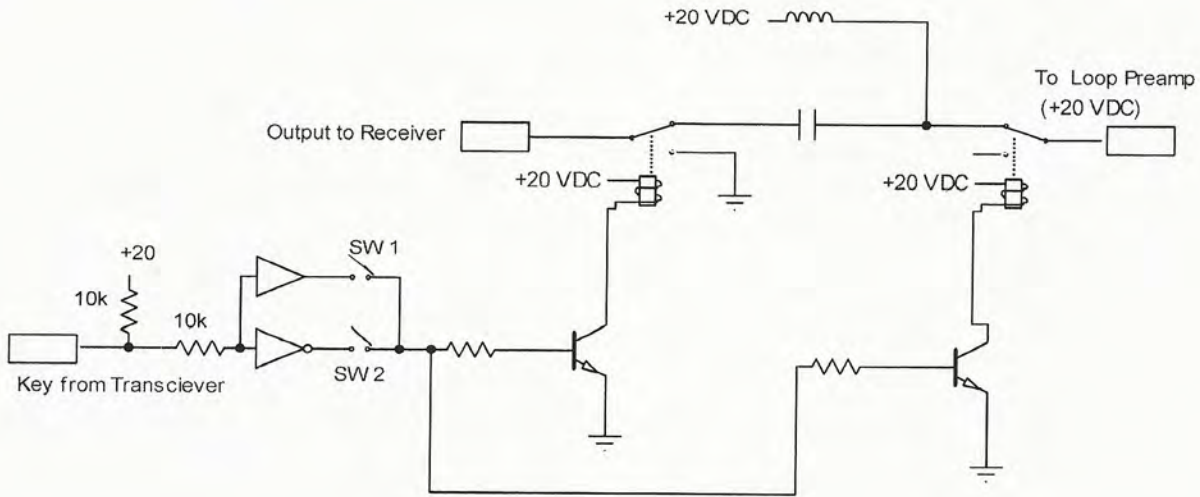 +20 VDC
To Loop Preamp
(+20 VDC)
Output to Receiver
+20 VDC
+20 VDC
+20
SW 1
10k
10k
SW 2
Key from Transciever